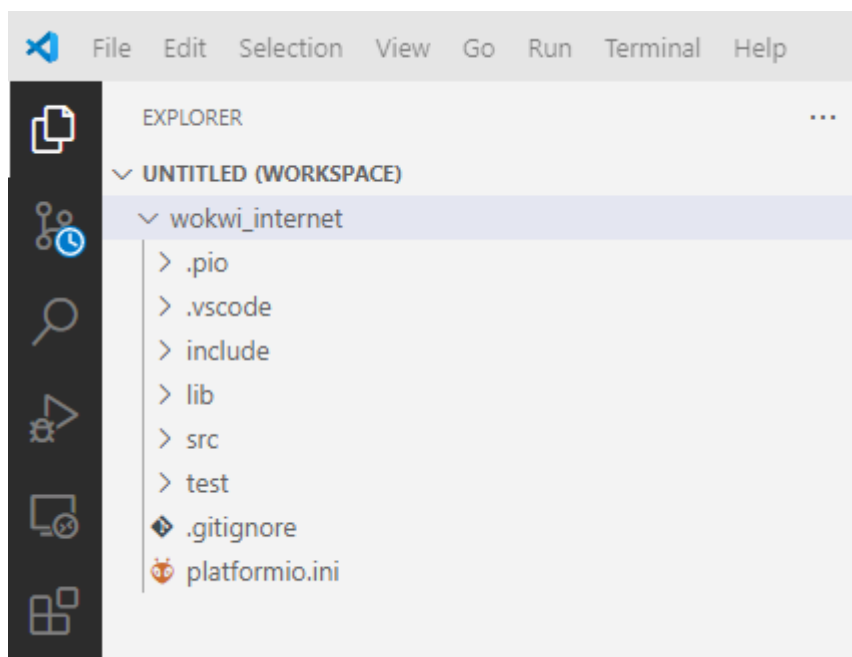 File Edit Selection View Go Run Terminal Help
EXPLORER
UNTITLED (WORKSPACE)
wokwi_internet
.pio
.vscode
include
lib
src
test
.gitignore
platformio.ini